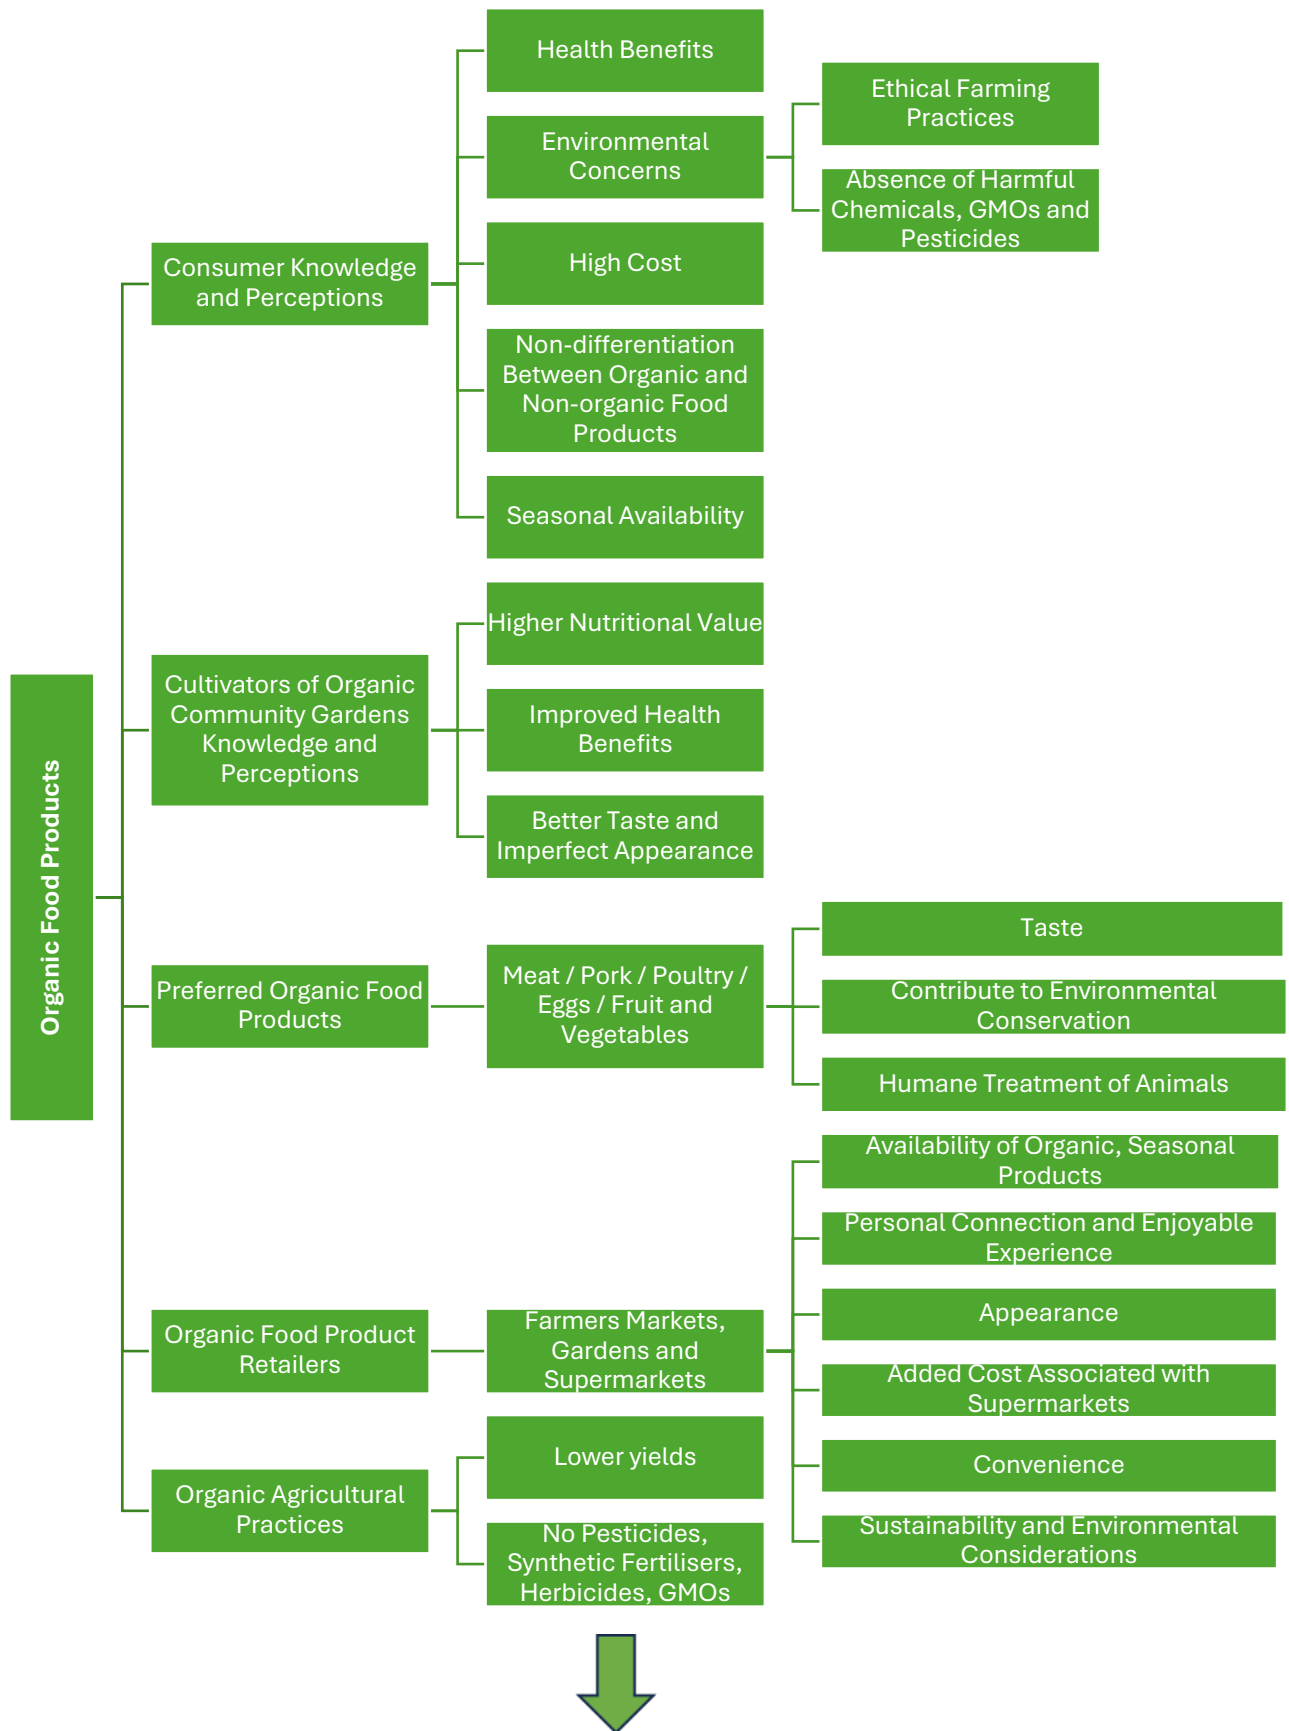 Organic Food Products
Consumer Knowledge
and Perceptions
Health Benefits
Environmental
Concerns
Ethical Farming
Practices
Absence of Harmful
Chemicals, GMOs and
Pesticides
High Cost
Non-differentiation
Between Organic and
Non-organic Food
Products
Seasonal Availability
Cultivators of Organic
Community Gardens
Knowledge and
Perceptions
Higher Nutritional Value
Improved Health
Benefits
Better Taste and
Imperfect Appearance
Preferred Organic Food
Products
Meat / Pork / Poultry /
Eggs / Fruit and
Vegetables
Taste
Contribute to Environmental
Conservation
Humane Treatment of Animals
Organic Food Product
Retailers
Farmers Markets,
Gardens and
Supermarkets
Availability of Organic, Seasonal
Products
Personal Connection and Enjoyable
Experience
Appearance
Added Cost Associated with
Supermarkets
Convenience
Sustainability and Environmental
Considerations
Organic Agricultural
Practices
Lower yields
No Pesticides,
Synthetic Fertilisers,
Herbicides, GMOs